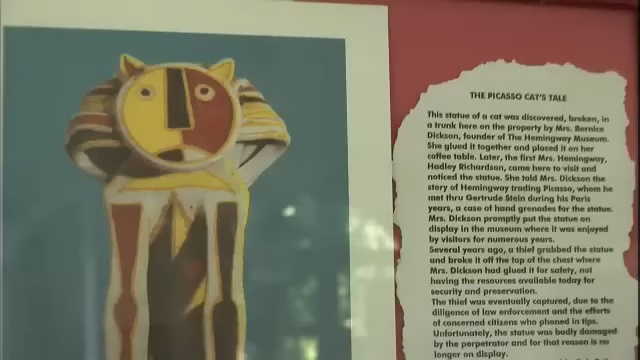 THE PICASSO CAT'S TALE
This statue of a cat was discovered, broken, in
a trunk here on the property by Mrs. Bernice
Dickson, founder of The Hemingway Museum.
She glued it together and placed it on her
coffee table. Later, the first Mrs. Hemingway,
Hadley Richardson, came here to visit and
noticed the statue. She told Mrs. Dickson the
story of Hemingway trading Picasso, whom he
met thru Gertrude Stein during his Paris
years, a case of hand grenades for the statue.
Mrs. Dickson promptly put the statue on
display in the museum where it was enjoyed
by visitors for numerous years.
Several years ago, a thief grabbed the statue
and broke it off the top of the chest where
Mrs. Dickson had glued it for safety, not
having the resources available today for
security and preservation.
The thief was eventually captured, due to the
diligence of law enforcement and the efforts
of concerned citizens who phoned in tips.
Unfortunately, the statue was badly damaged
by the perpetrator and for that reason is no
longer on display.